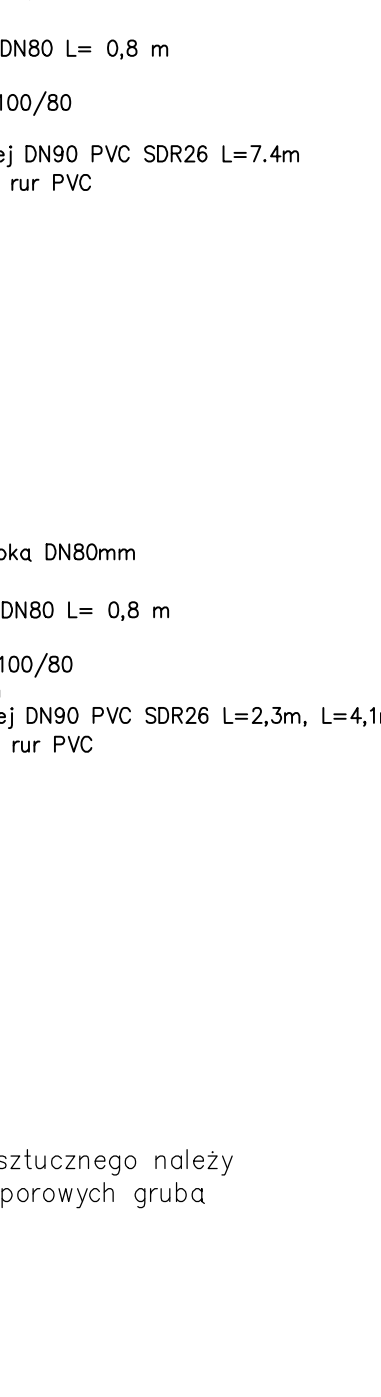 DN80 L= 0,8 m
100/80
ej DN90 PVC SDR26 L=7.4m
rur PVC
oka DN80mm
DN80 L= 0,8 m
100/80
ej DN90 PVC SDR26 L=2,3m, L=4,1
rur PVC
sztucznego należy
porowych grubą